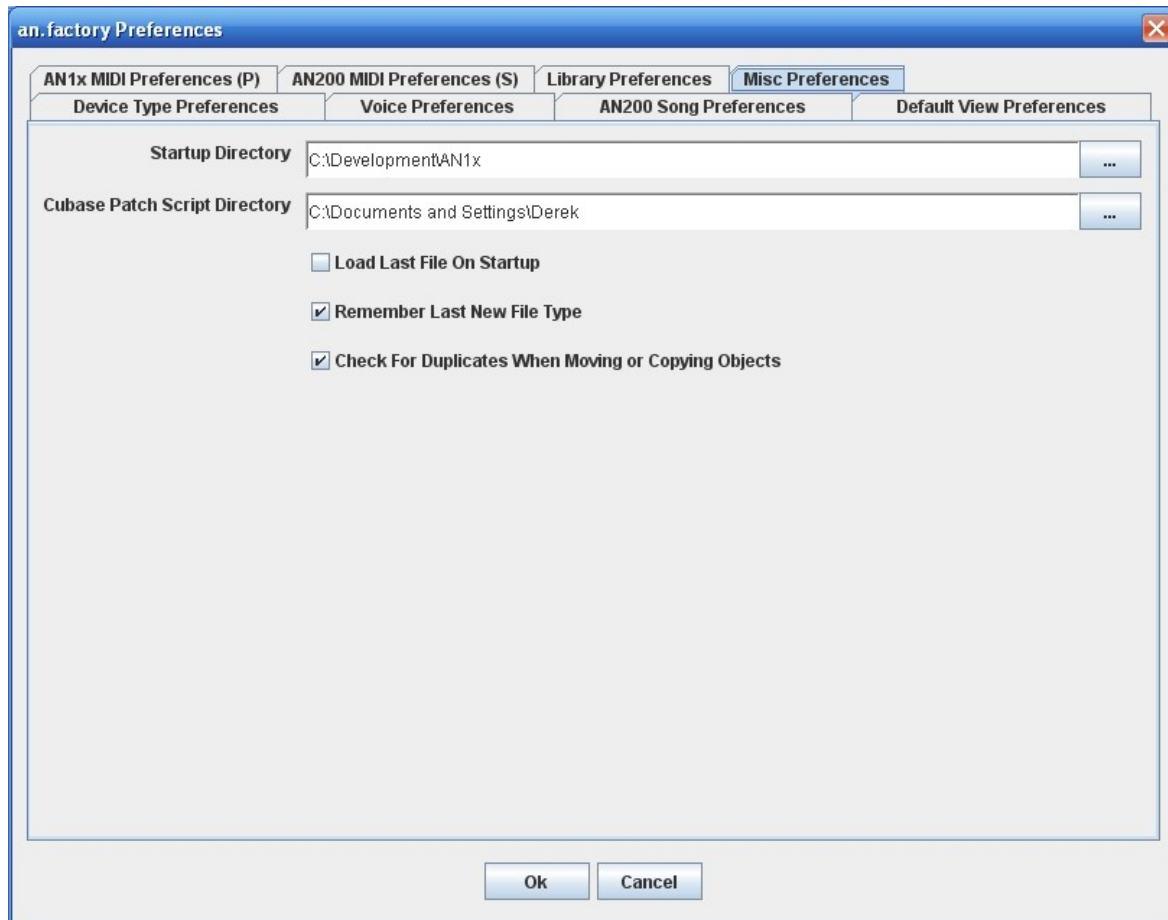 an.factory Preferences
AN1x MIDI Preferences (P) AN200 MIDI Preferences (S) Library Preferences Misc Preferences
Device Type Preferences Voice Preferences AN200 Song Preferences Default View Preferences
Startup Directory C:\Development\AN1x ...
Cubase Patch Script Directory C:\Documents and Settings\Derek ...
Load Last File On Startup
Remember Last New File Type
Check For Duplicates When Moving or Copying Objects
Ok Cancel